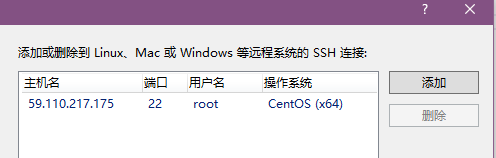 添加或删除到 Linux、Mac 或 Windows 等远程系统的 SSH 连接:
主机名 端口 用户名 操作系统 添加
59.110.217.175 22 root CentOS (x64)
删除